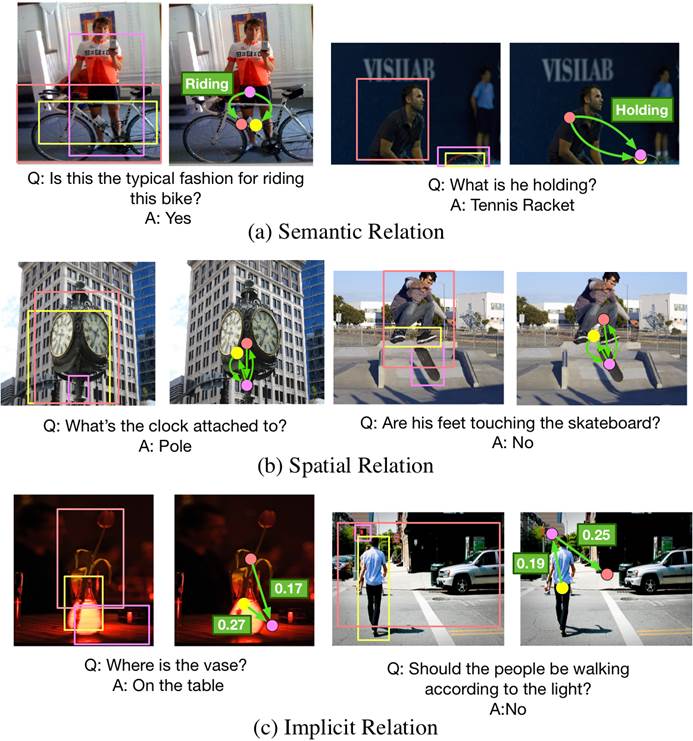 Riding
VISILAB
VISILAB
Holding
Q: Is this the typical fashion for riding
this bike?
A: Yes
Q: What is he holding?
A: Tennis Racket
(a) Semantic Relation
Q: What's the clock attached to?
A: Pole
Q: Are his feet touching the skateboard?
A: No
(b) Spatial Relation
0.17
0.27
0.25
0.19
Q: Where is the vase?
A: On the table
Q: Should the people be walking
according to the light?
A:No
(c) Implicit Relation